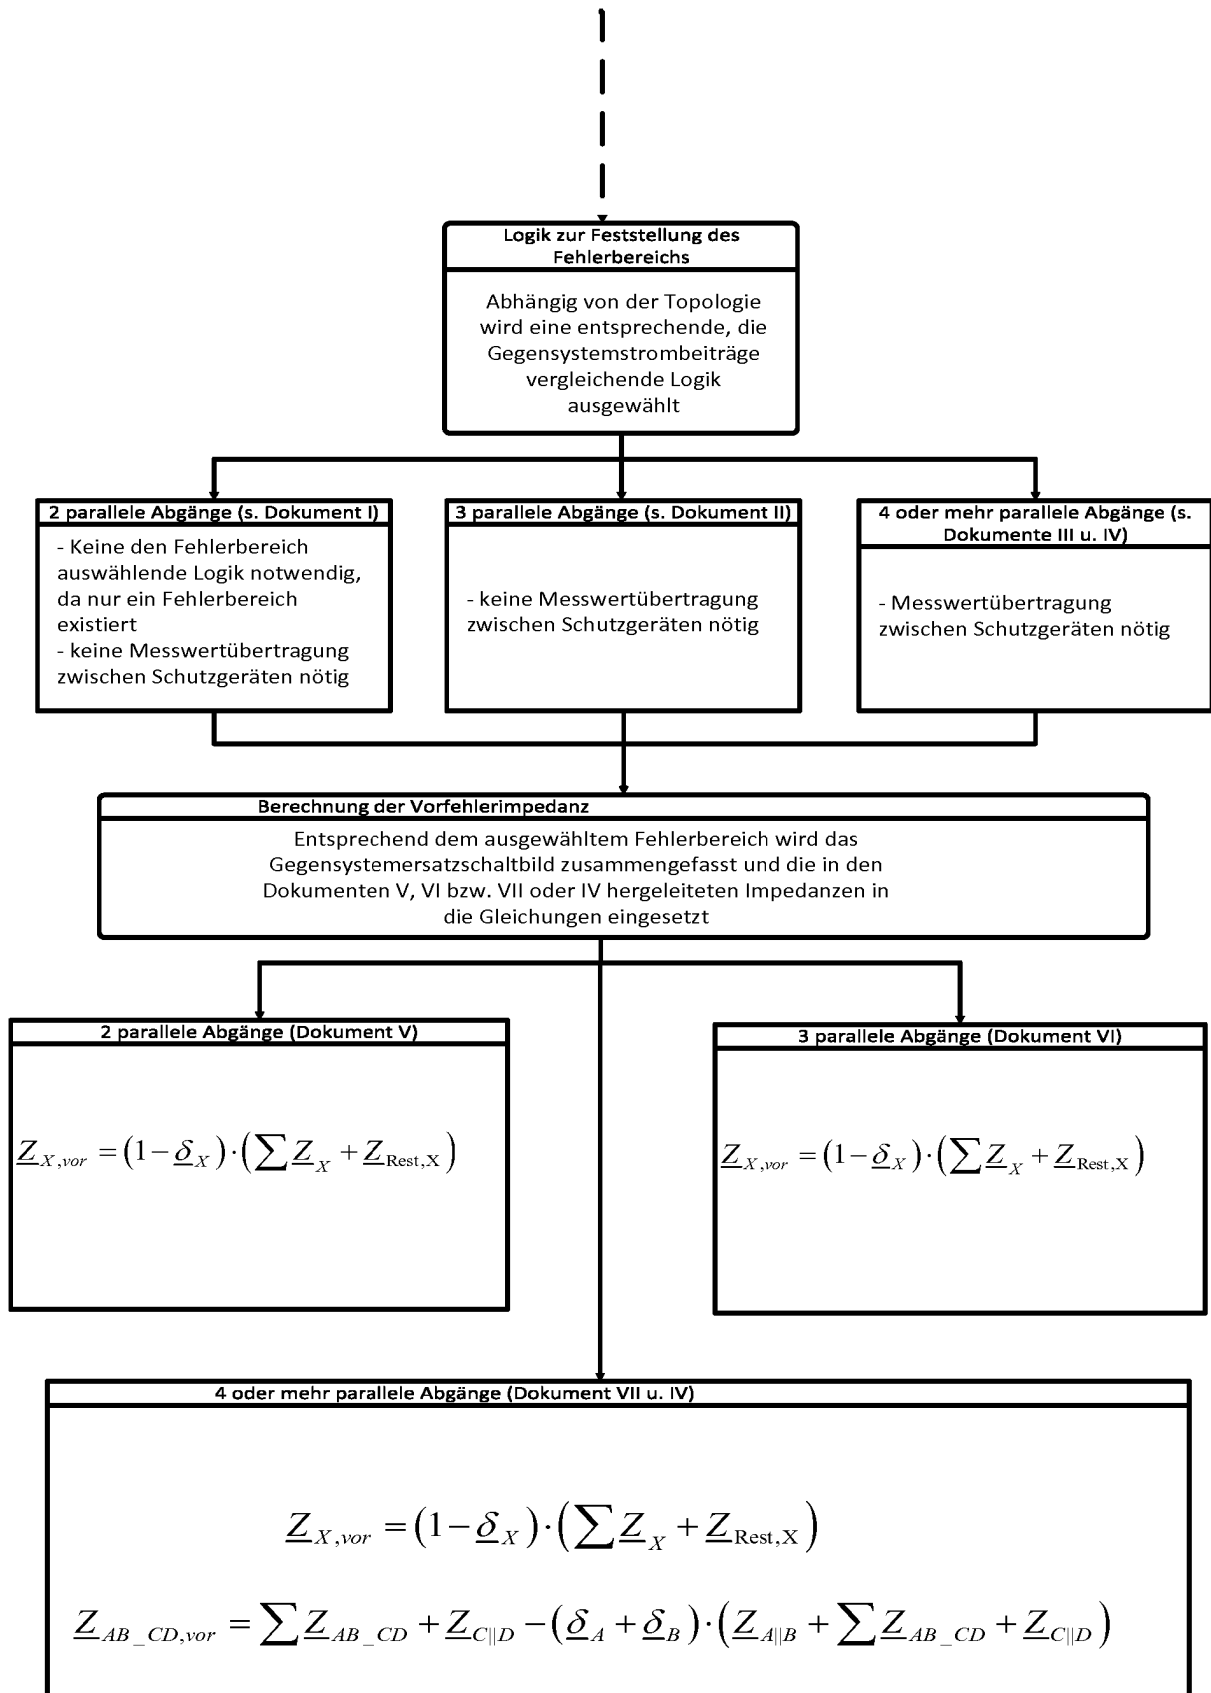 Logik zur Feststellung des
Fehlerbereichs
Abhängig von der Topologie
wird eine entsprechende, die
Gegensystemstrombeiträge
vergleichende Logik
ausgewählt
2 parallele Abgänge (s. Dokument I)
- Keine den Fehlerbereich
auswählende Logik notwendig,
da nur ein Fehlerbereich
existiert
- keine Messwertübertragung
zwischen Schutzgeräten nötig
3 parallele Abgänge (s. Dokument II)
- keine Messwertübertragung
zwischen Schutzgeräten nötig
4 oder mehr parallele Abgänge (s.
Dokumente III u. IV)
- Messwertübertragung
zwischen Schutzgeräten nötig
Berechnung der Vorfehlerimpedanz
Entsprechend dem ausgewähltem Fehlerbereich wird das
Gegensystemersatzschaltbild zusammengefasst und die in den
Dokumenten V, VI bzw. VII oder IV hergeleiteten Impedanzen in
die Gleichungen eingesetzt
2 parallele Abgänge (Dokument V)
Z_{X,vor} = (1 − δ_X) · (∑ Z_X + Z_{Rest,X})
3 parallele Abgänge (Dokument VI)
Z_{X,vor} = (1 − δ_X) · (∑ Z_X + Z_{Rest,X})
4 oder mehr parallele Abgänge (Dokument VII u. IV)
Z_{X,vor} = (1 − δ_X) · (∑ Z_X + Z_{Rest,X})
Z_{AB_CD,vor} = ∑ Z_{AB_CD} + Z_{C||D} − (δ_A + δ_B) · (Z_{A||B} + ∑ Z_{AB_CD} + Z_{C||D})